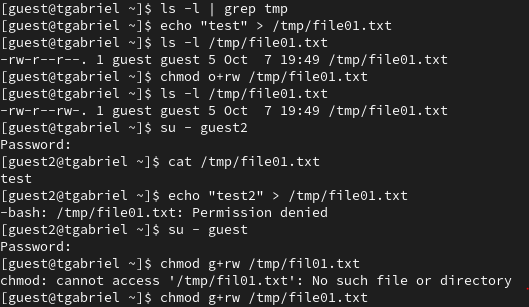 [guest@tgabriel ~]$ ls -l | grep tmp
[guest@tgabriel ~]$ echo "test" > /tmp/file01.txt
[guest@tgabriel ~]$ ls -l /tmp/file01.txt
-rw-r--r--. 1 guest guest 5 Oct  7 19:49 /tmp/file01.txt
[guest@tgabriel ~]$ chmod o+rw /tmp/file01.txt
[guest@tgabriel ~]$ ls -l /tmp/file01.txt
-rw-r--rw-. 1 guest guest 5 Oct  7 19:49 /tmp/file01.txt
[guest@tgabriel ~]$ su - guest2
Password:
[guest2@tgabriel ~]$ cat /tmp/file01.txt
test
[guest2@tgabriel ~]$ echo "test2" > /tmp/file01.txt
-bash: /tmp/file01.txt: Permission denied
[guest2@tgabriel ~]$ su - guest
Password:
[guest@tgabriel ~]$ chmod g+rw /tmp/fil01.txt
chmod: cannot access '/tmp/fil01.txt': No such file or directory
[guest@tgabriel ~]$ chmod g+rw /tmp/file01.txt